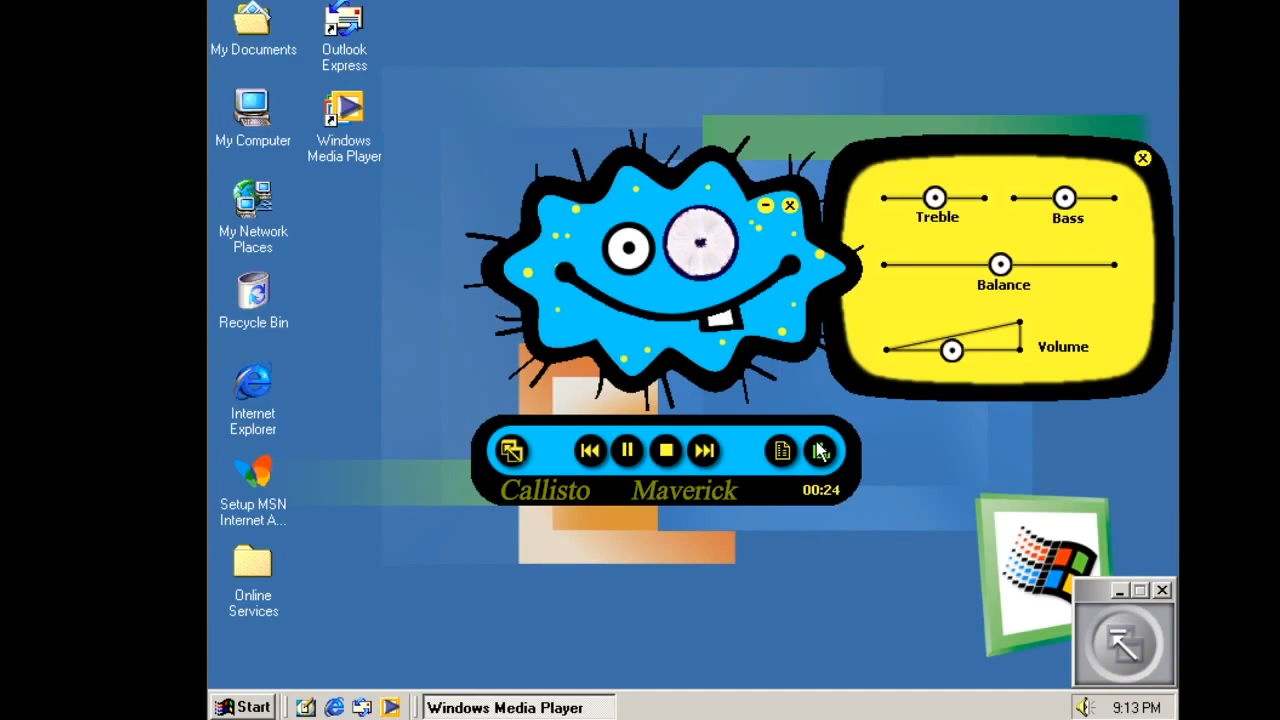 My Documents
Outlook
Express
My Computer
Windows
Media Player
My Network
Places
Recycle Bin
Internet
Explorer
Setup MSN
Internet A...
Online
Services
Treble
Bass
Balance
Volume
Callisto Maverick
00:24
Start
Windows Media Player
9:13 PM